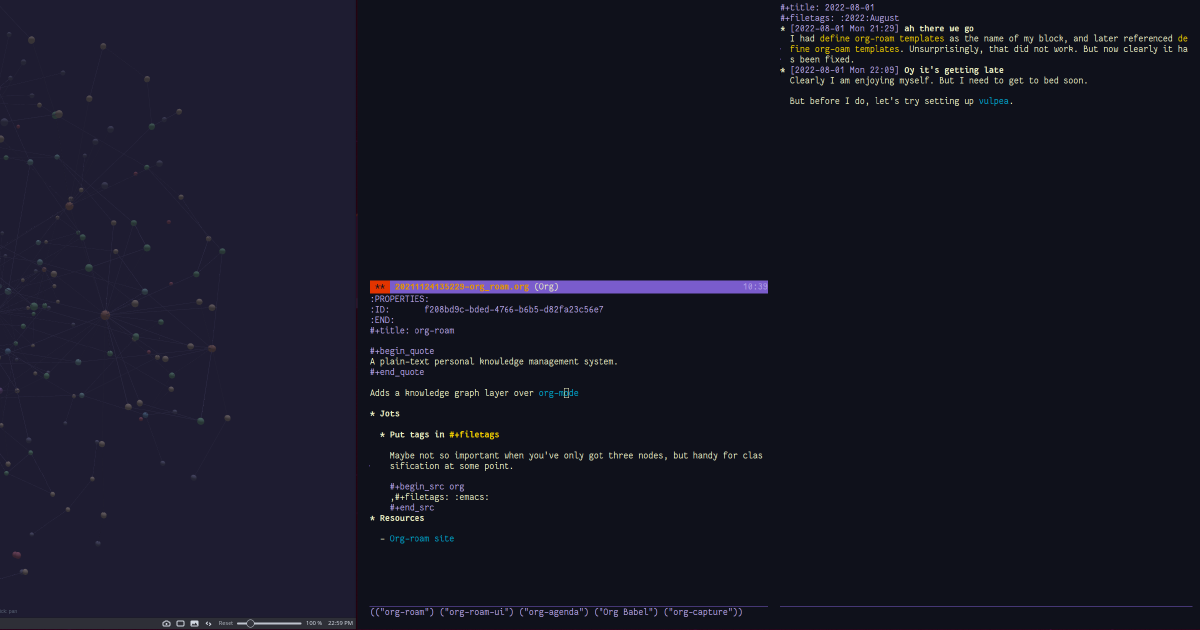 #+title: 2022-08-01
#+filetags: :2022:August
* [2022-08-01 Mon 21:29] ah there we go
I had define org-roam templates as the name of my block, and later referenced de
fine org-oam templates. Unsurprisingly, that did not work. But now clearly it ha
s been fixed.
* [2022-08-01 Mon 22:09] Oy it's getting late
Clearly I am enjoying myself. But I need to get to bed soon.
But before I do, let's try setting up vulpea.
** 20211124135229-org_roam.org (Org) 10:39
:PROPERTIES:
:ID: f208bd9c-bded-4766-b6b5-d82fa23c56e7
:END:
#+title: org-roam
#+begin_quote
A plain-text personal knowledge management system.
#+end_quote
Adds a knowledge graph layer over org-mode
* Jots
* Put tags in #+filetags
Maybe not so important when you've only got three nodes, but handy for clas
sification at some point.
#+begin_src org
,#+filetags: :emacs:
#+end_src
* Resources
- Org-roam site
(("org-roam") ("org-roam-ui") ("org-agenda") ("Org Babel") ("org-capture"))
Reset 100 % 22:59 PM